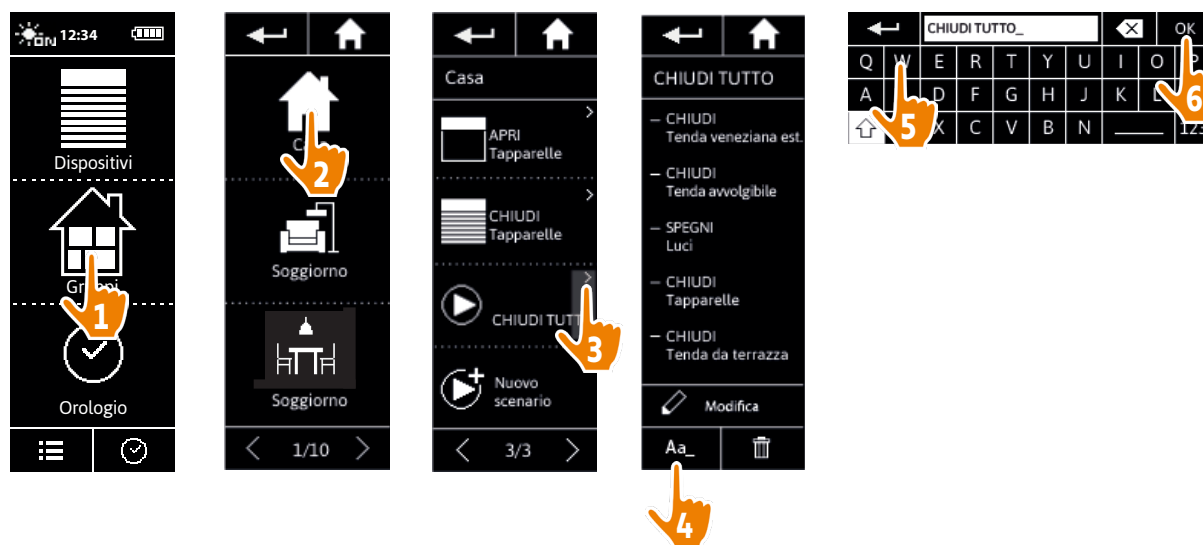 ON 12:34
Dispositivi
Gruppi
1
Orologio
2
Soggiorno
Soggiorno
1/10
Casa
APRI
Tapparelle
CHIUDI
Tapparelle
CHIUDI TUTT
3
Nuovo
scenario
3/3
CHIUDI TUTTO
– CHIUDI
Tenda veneziana est.
– CHIUDI
Tenda avvolgibile
– SPEGNI
Luci
– CHIUDI
Tapparelle
– CHIUDI
Tenda da terrazza
Modifica
Aa_
4
CHIUDI TUTTO_ OK
Q W E R T Y U I O P
A D F G H J K L
X C V B N 123
5
6